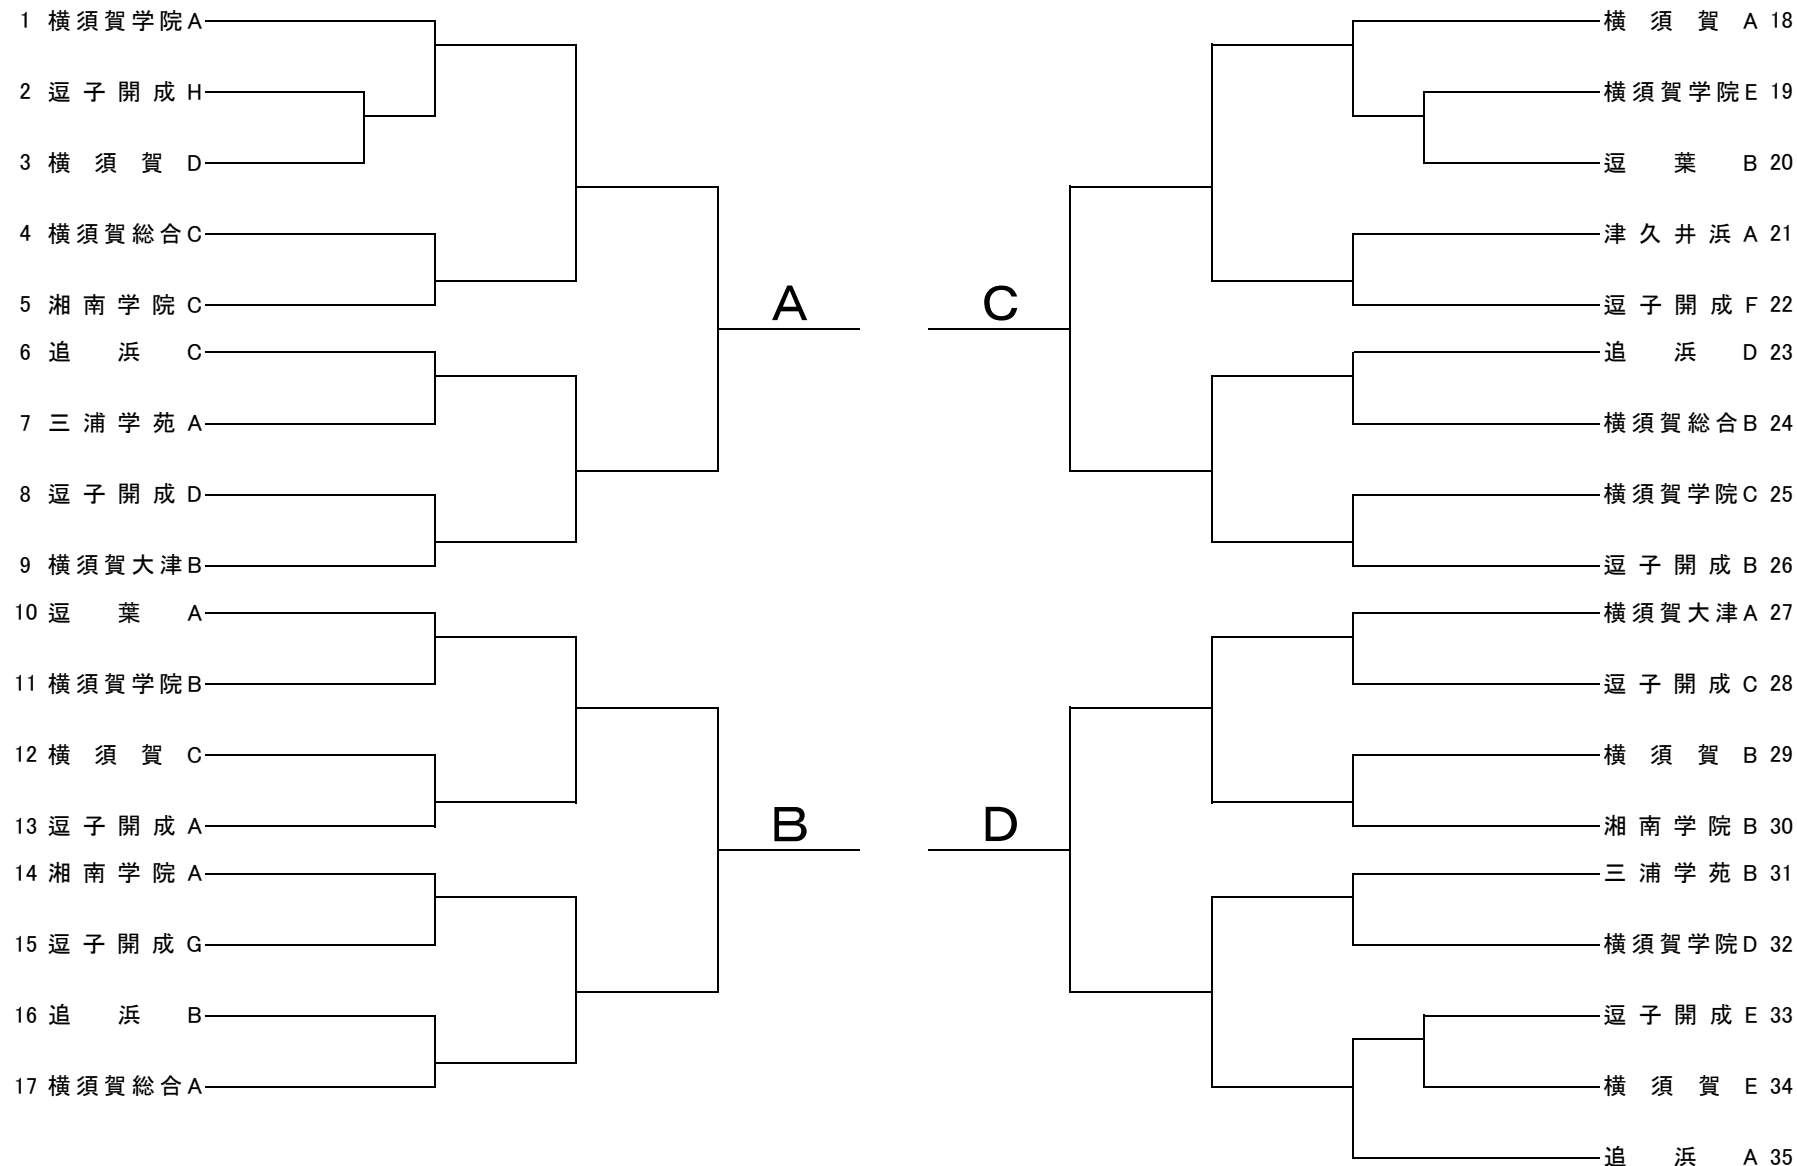 1 横須賀学院A
2 逗子開成H
3 横須賀D
4 横須賀総合C
5 湘南学院C
6 追浜C
7 三浦学苑A
8 逗子開成D
9 横須賀大津B
10 逗葉A
11 横須賀学院B
12 横須賀C
13 逗子開成A
14 湘南学院A
15 逗子開成G
16 追浜B
17 横須賀総合A
A
B
C
D
横須賀A 18
横須賀学院E 19
逗葉B 20
津久井浜A 21
逗子開成F 22
追浜D 23
横須賀総合B 24
横須賀学院C 25
逗子開成B 26
横須賀大津A 27
逗子開成C 28
横須賀B 29
湘南学院B 30
三浦学苑B 31
横須賀学院D 32
逗子開成E 33
横須賀E 34
追浜A 35